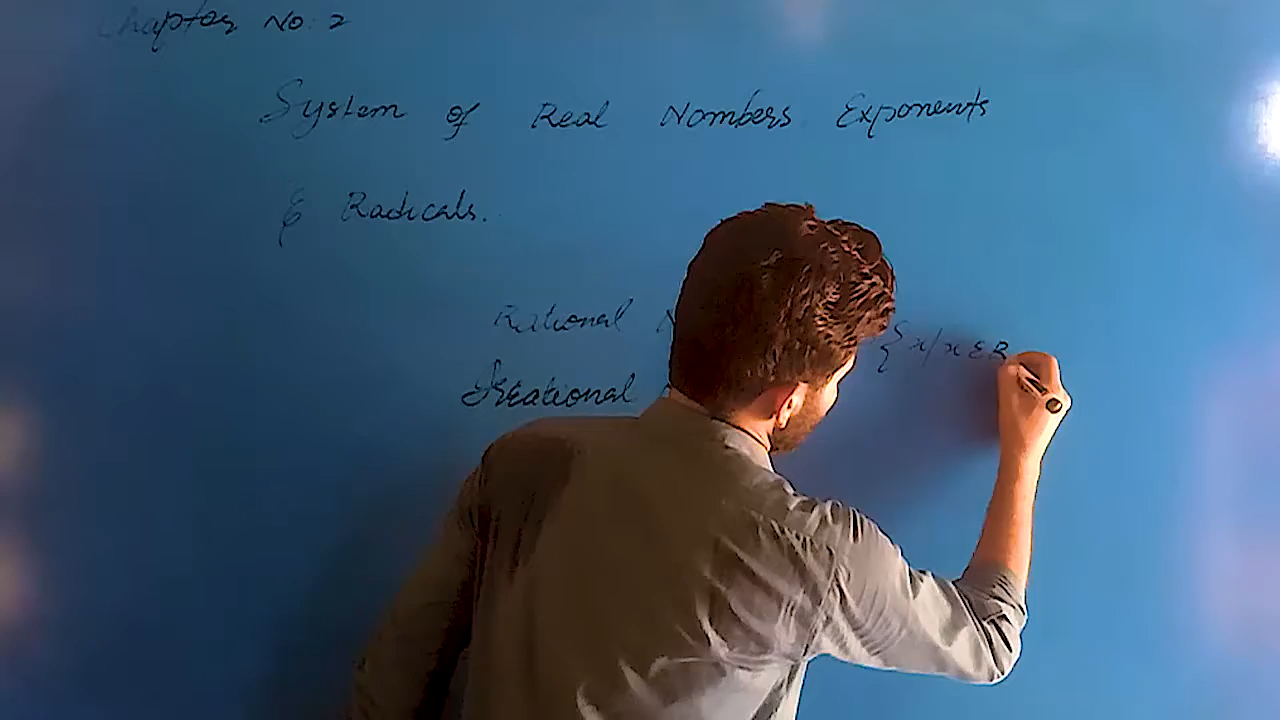 Chapter No: 2
System of Real Nombers Exponents
& Radicals.
Rational N {x/x ε R
Irrational